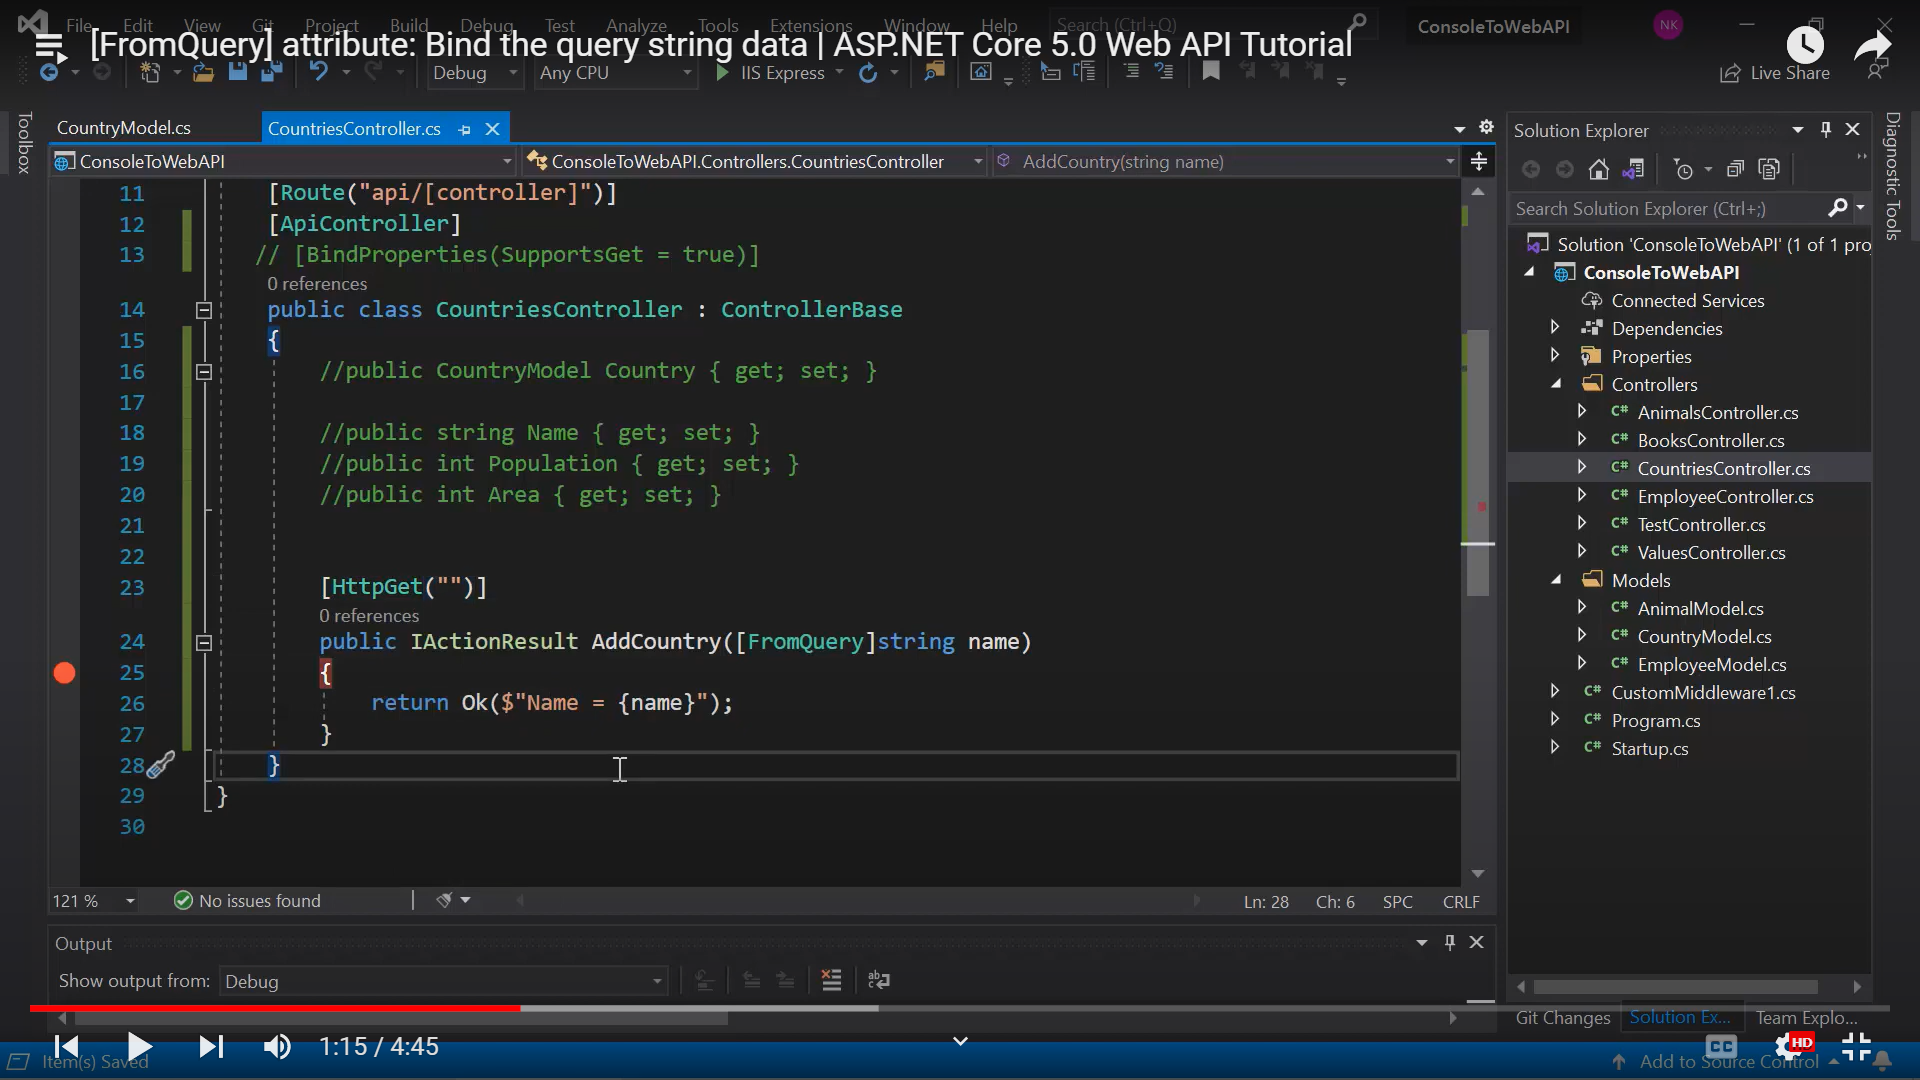 File Edit View Git Project Build Debug Test Analyze Tools Extensions Window Help Search (Ctrl+Q) ConsoleToWebAPI NK
[FromQuery] attribute: Bind the query string data | ASP.NET Core 5.0 Web API Tutorial
Debug Any CPU IIS Express Live Share
Toolbox
CountryModel.cs CountriesController.cs
ConsoleToWebAPI ConsoleToWebAPI.Controllers.CountriesController AddCountry(string name)
11 [Route("api/[controller]")]
12 [ApiController]
13 // [BindProperties(SupportsGet = true)]
0 references
14 public class CountriesController : ControllerBase
15 {
16 //public CountryModel Country { get; set; }
17
18 //public string Name { get; set; }
19 //public int Population { get; set; }
20 //public int Area { get; set; }
21
22
23 [HttpGet("")]
0 references
24 public IActionResult AddCountry([FromQuery]string name)
25 {
26 return Ok($"Name = {name}");
27 }
28 }
29 }
30
121 % No issues found Ln: 28 Ch: 6 SPC CRLF
Output
Show output from: Debug
Solution Explorer
Search Solution Explorer (Ctrl+;)
Solution 'ConsoleToWebAPI' (1 of 1 pro
ConsoleToWebAPI
Connected Services
Dependencies
Properties
Controllers
C# AnimalsController.cs
C# BooksController.cs
C# CountriesController.cs
C# EmployeeController.cs
C# TestController.cs
C# ValuesController.cs
Models
C# AnimalModel.cs
C# CountryModel.cs
C# EmployeeModel.cs
C# CustomMiddleware1.cs
C# Program.cs
C# Startup.cs
Git Changes Solution Ex... Team Explo...
Diagnostic Tools
1:15 / 4:45 CC HD
Item(s) Saved Add to Source Control